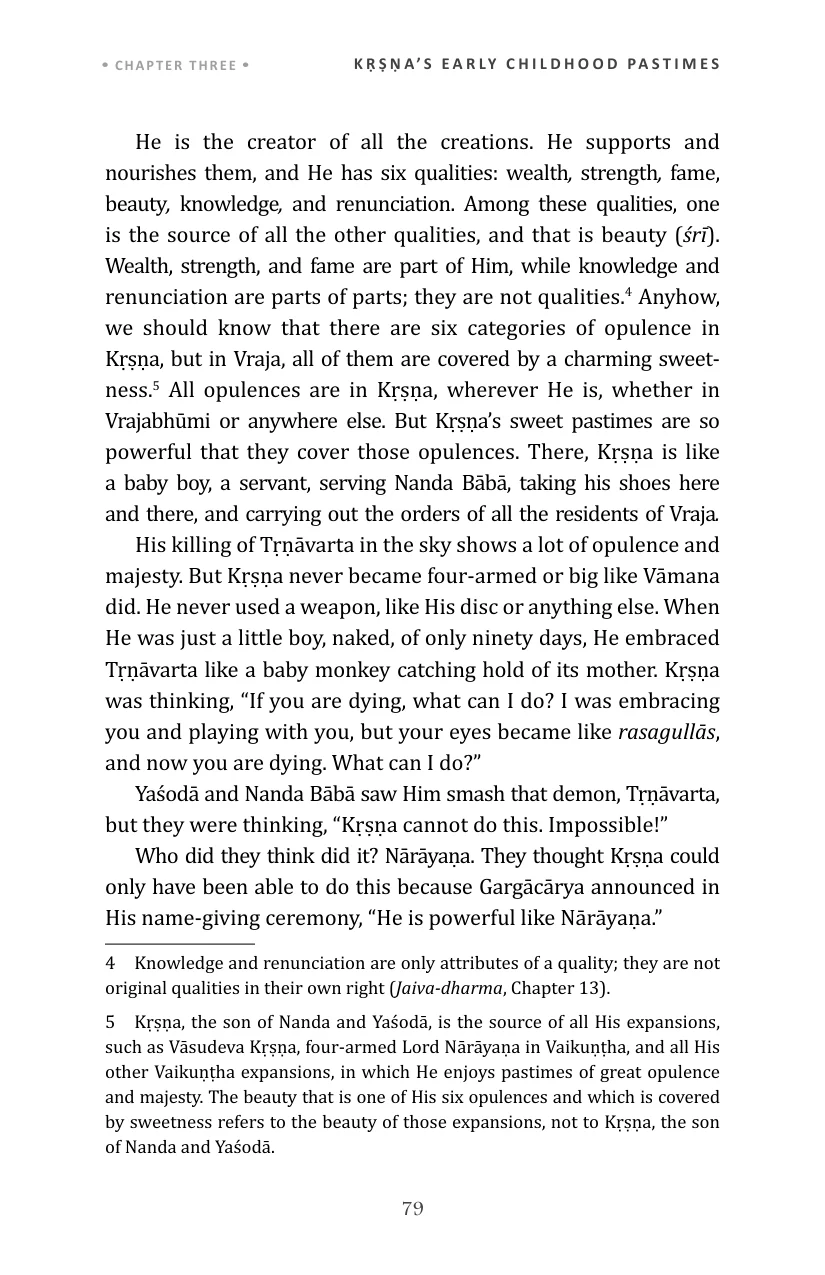 • CHAPTER THREE •
KṚṢṆA’S EARLY CHILDHOOD PASTIMES
He is the creator of all the creations. He supports and
nourishes them, and He has six qualities: wealth, strength, fame,
beauty, knowledge, and renunciation. Among these qualities, one
is the source of all the other qualities, and that is beauty (śrī).
Wealth, strength, and fame are part of Him, while knowledge and
renunciation are parts of parts; they are not qualities.4 Anyhow,
we should know that there are six categories of opulence in
Kṛṣṇa, but in Vraja, all of them are covered by a charming sweet-
ness.5 All opulences are in Kṛṣṇa, wherever He is, whether in
Vrajabhūmi or anywhere else. But Kṛṣṇa’s sweet pastimes are so
powerful that they cover those opulences. There, Kṛṣṇa is like
a baby boy, a servant, serving Nanda Bābā, taking his shoes here
and there, and carrying out the orders of all the residents of Vraja.
His killing of Tṛṇāvarta in the sky shows a lot of opulence and
majesty. But Kṛṣṇa never became four-armed or big like Vāmana
did. He never used a weapon, like His disc or anything else. When
He was just a little boy, naked, of only ninety days, He embraced
Tṛṇāvarta like a baby monkey catching hold of its mother. Kṛṣṇa
was thinking, “If you are dying, what can I do? I was embracing
you and playing with you, but your eyes became like rasagullās,
and now you are dying. What can I do?”
Yaśodā and Nanda Bābā saw Him smash that demon, Tṛṇāvarta,
but they were thinking, “Kṛṣṇa cannot do this. Impossible!”
Who did they think did it? Nārāyaṇa. They thought Kṛṣṇa could
only have been able to do this because Gargācārya announced in
His name-giving ceremony, “He is powerful like Nārāyaṇa.”
4 Knowledge and renunciation are only attributes of a quality; they are not
original qualities in their own right (Jaiva-dharma, Chapter 13).
5 Kṛṣṇa, the son of Nanda and Yaśodā, is the source of all His expansions,
such as Vāsudeva Kṛṣṇa, four-armed Lord Nārāyaṇa in Vaikuṇṭha, and all His
other Vaikuṇṭha expansions, in which He enjoys pastimes of great opulence
and majesty. The beauty that is one of His six opulences and which is covered
by sweetness refers to the beauty of those expansions, not to Kṛṣṇa, the son
of Nanda and Yaśodā.
79